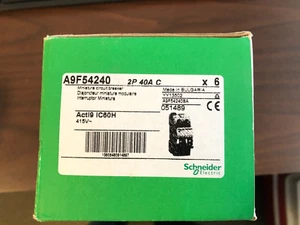 A9F54240 2P 40A C x 6
Miniature circuit breaker
Disjoncteur miniature modulaire
Interruptor Miniatura
Made in BULGARIA
A9F54240BA
051489
Acti9 iC60H
415V~
Schneider
Electric